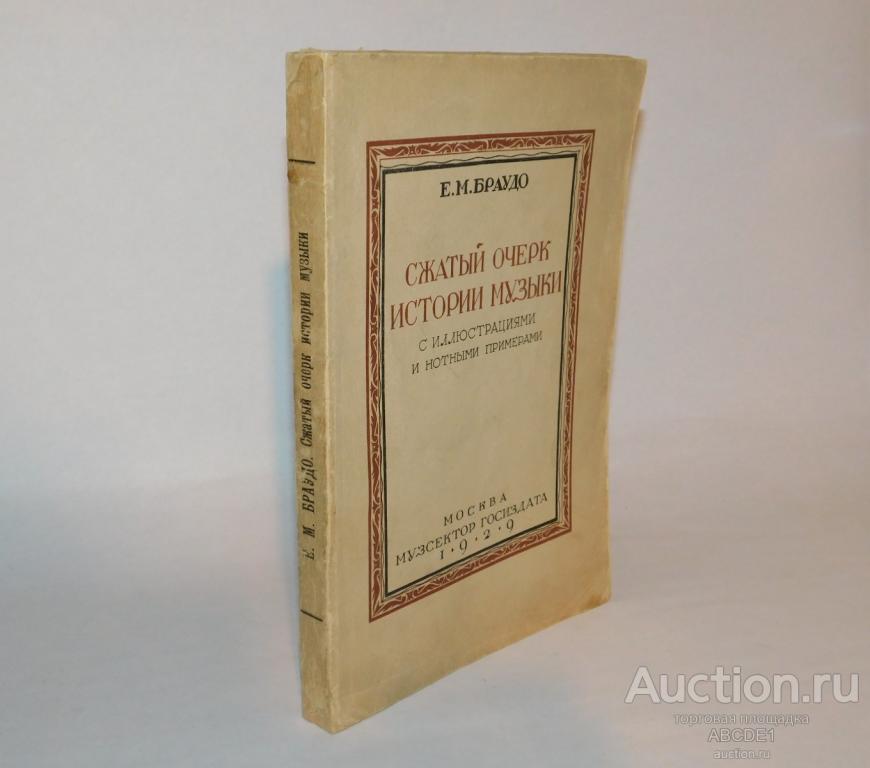 Е. М. БРАУДО. Сжатый очерк истории музыки
Е.М.БРАУДО
СЖАТЫЙ ОЧЕРК
ИСТОРИИ МУЗЫКИ
С ИЛЛЮСТРАЦИЯМИ
И НОТНЫМИ ПРИМЕРАМИ
МОСКВА
МУЗСЕКТОР ГОСИЗДАТА
1·9·2·9
Auction.ru
торговая площадка
ABCDE1
auction.ru